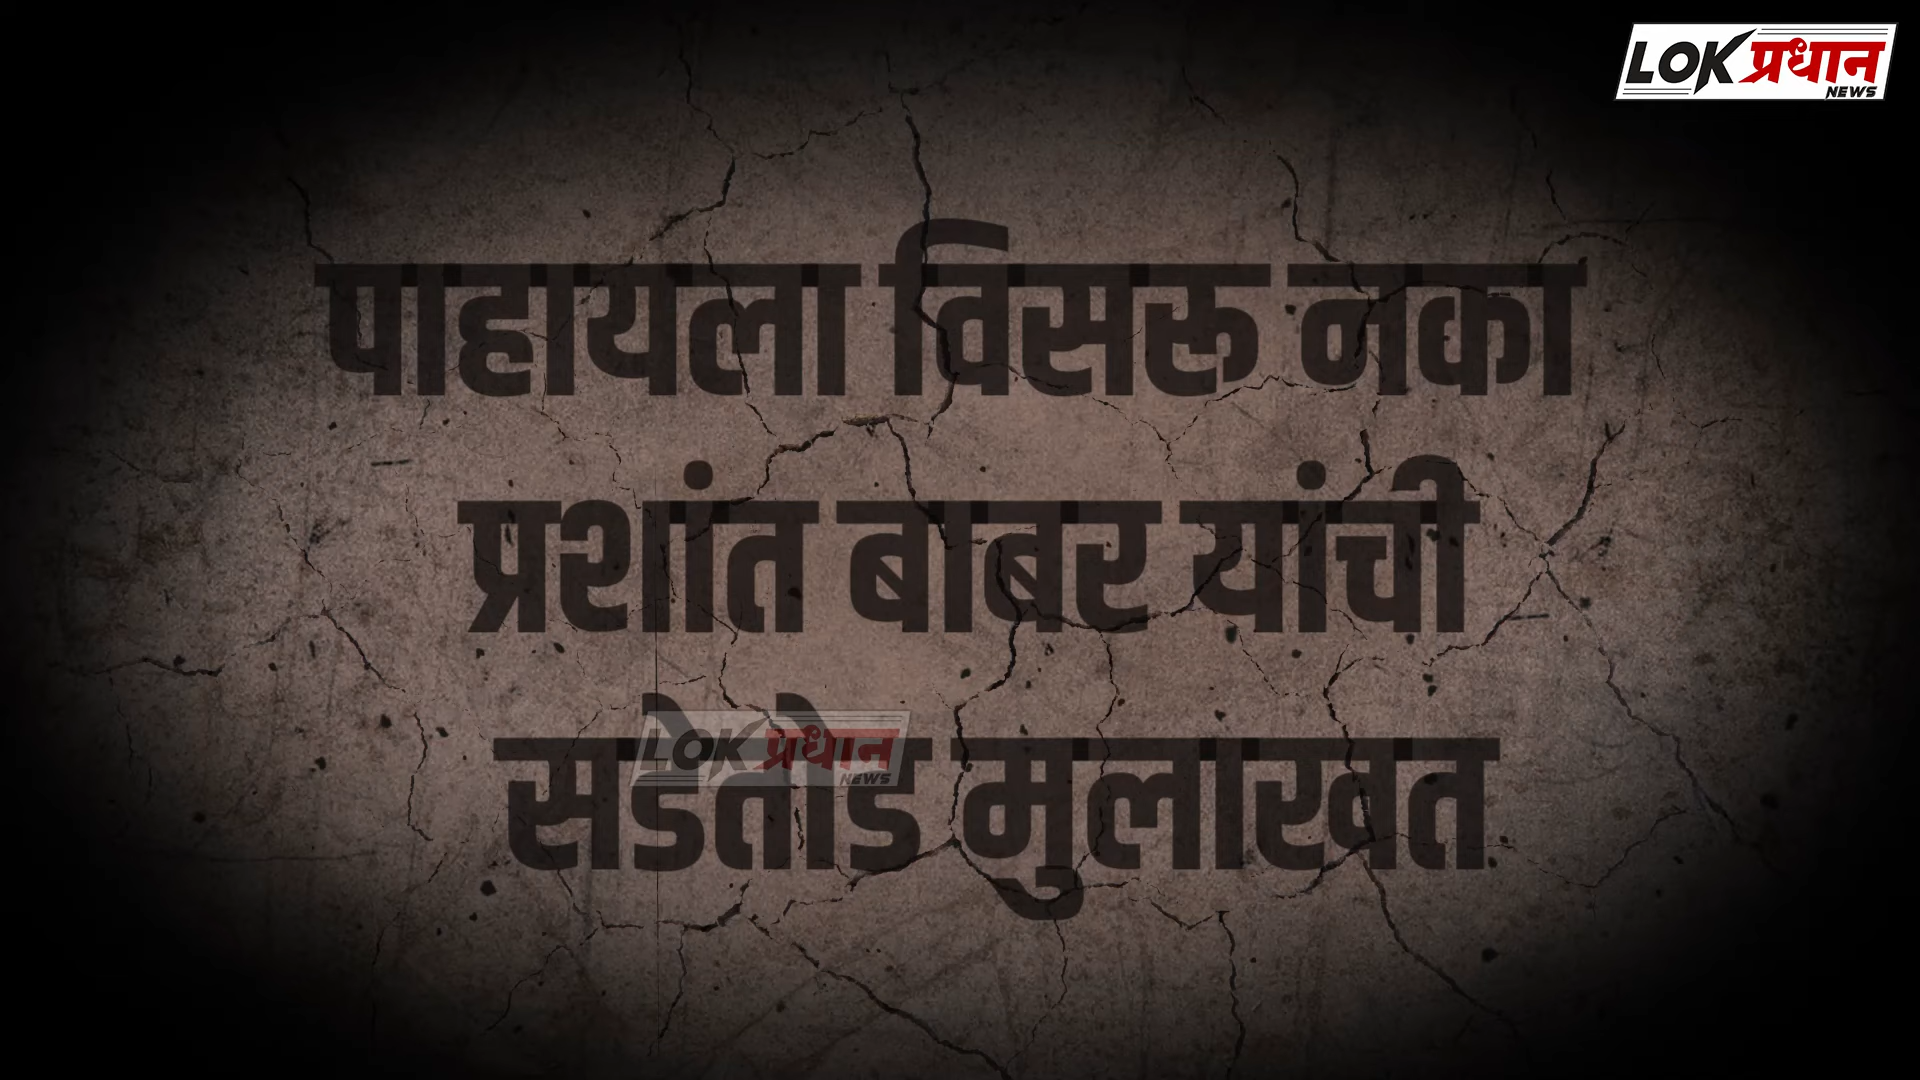 LOK प्रधान
NEWS
पाहायला विसरू नका
प्रशांत बाबर यांची
सडेतोड मुलाखत
LOK प्रधान
NEWS